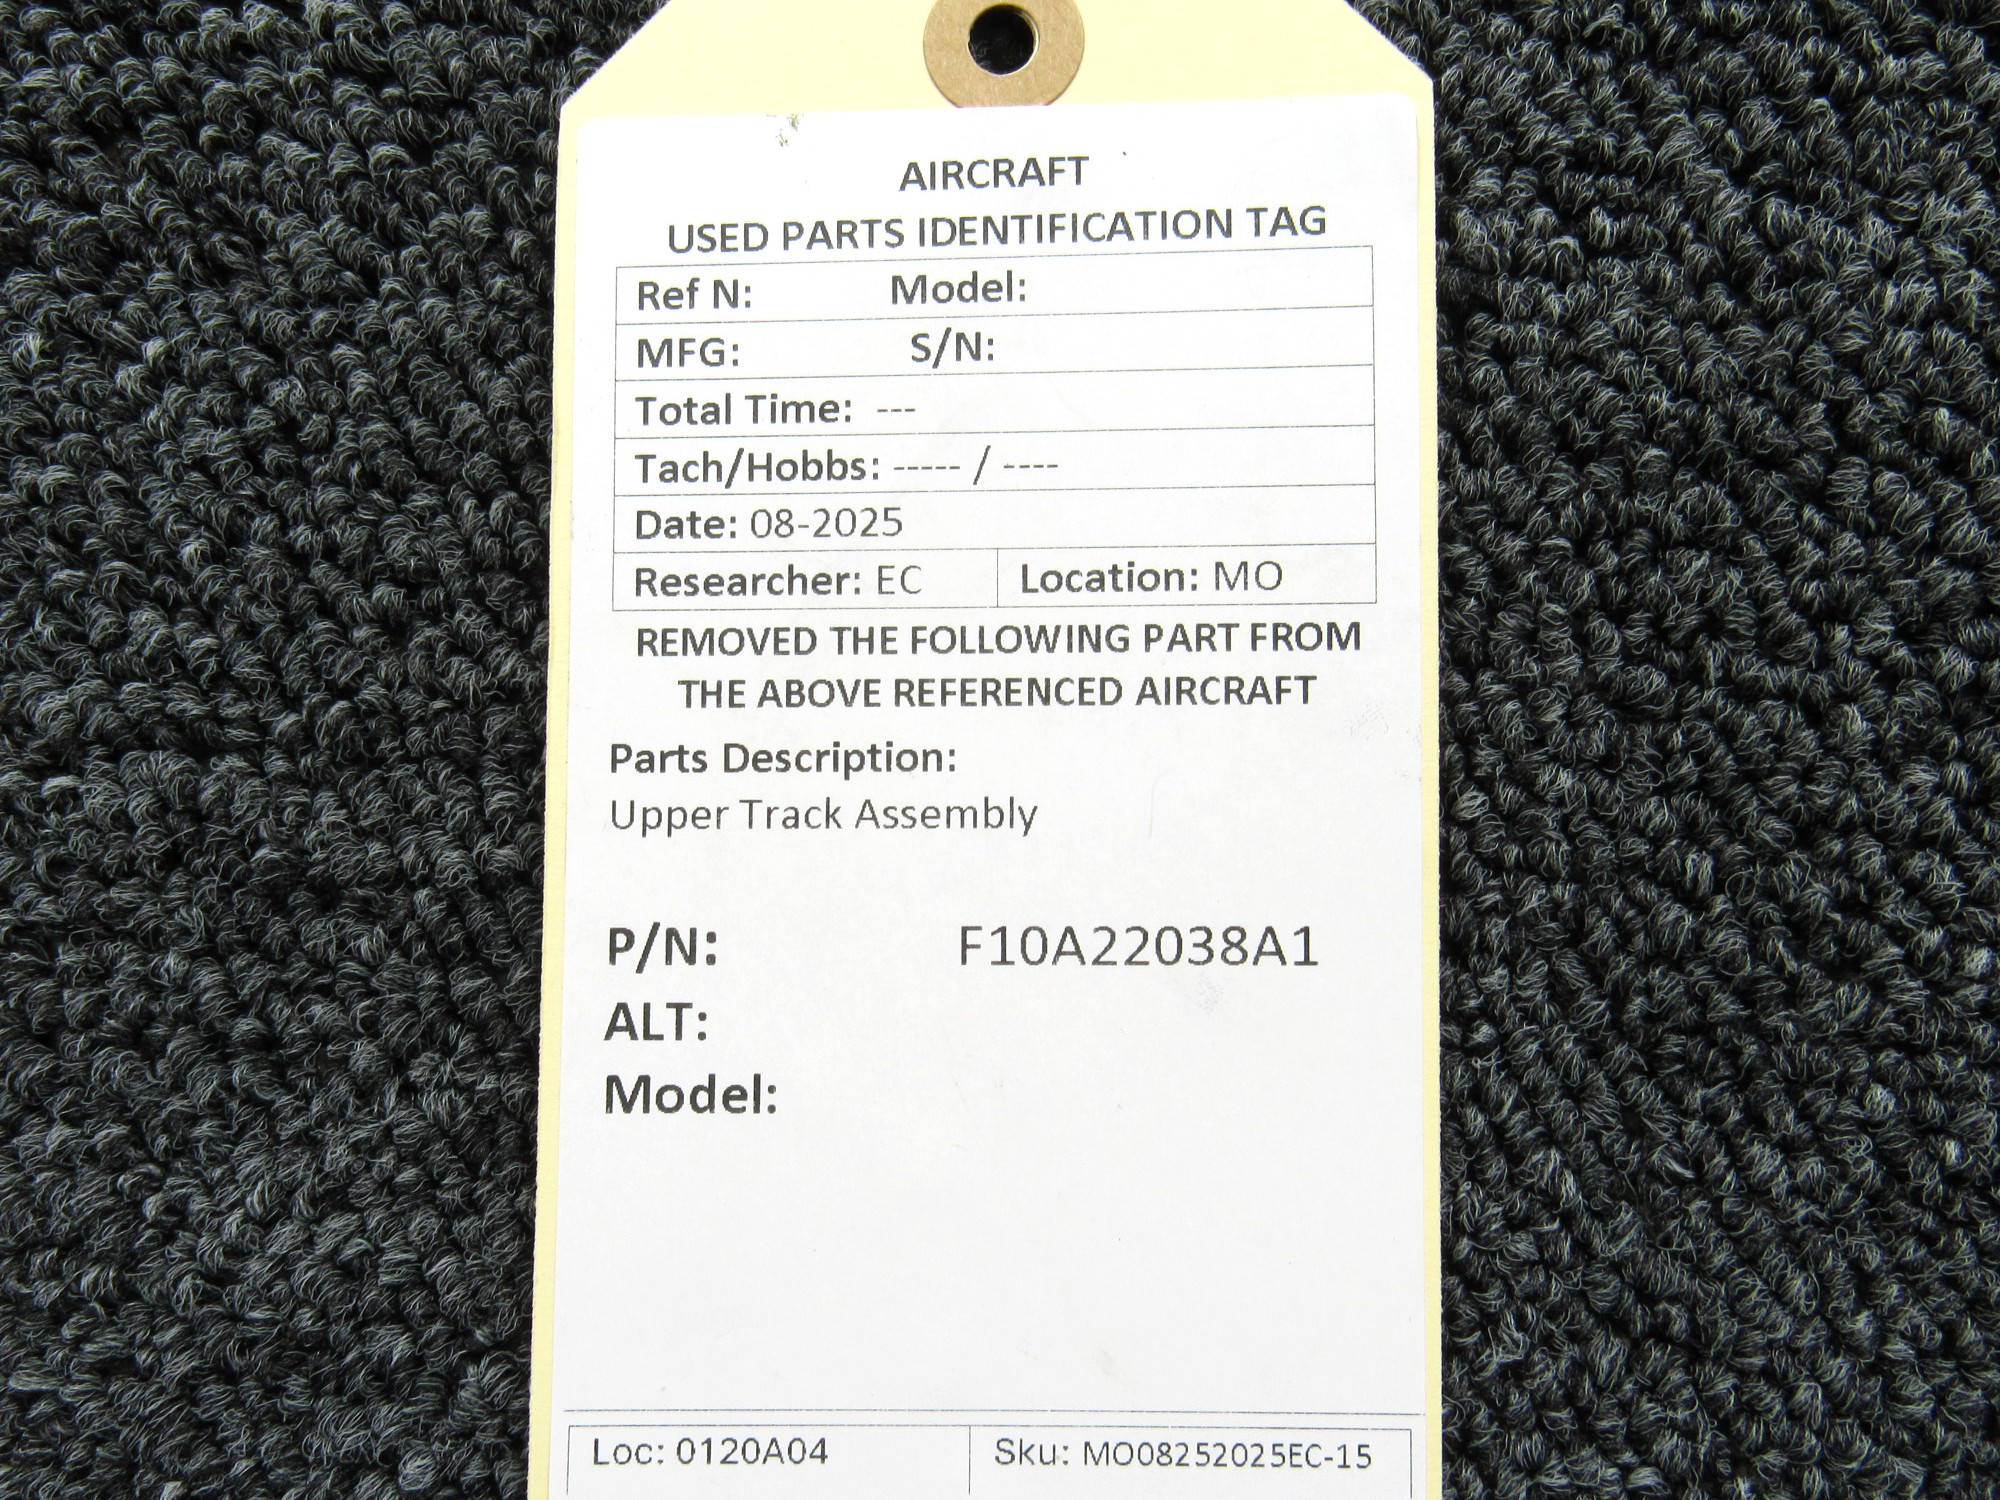 AIRCRAFT
USED PARTS IDENTIFICATION TAG
Ref N: Model:
MFG: S/N:
Total Time: ---
Tach/Hobbs: ----- / ----
Date: 08-2025
Researcher: EC Location: MO
REMOVED THE FOLLOWING PART FROM
THE ABOVE REFERENCED AIRCRAFT
Parts Description:
Upper Track Assembly
P/N: F10A22038A1
ALT:
Model:
Loc: 0120A04 Sku: MO08252025EC-15